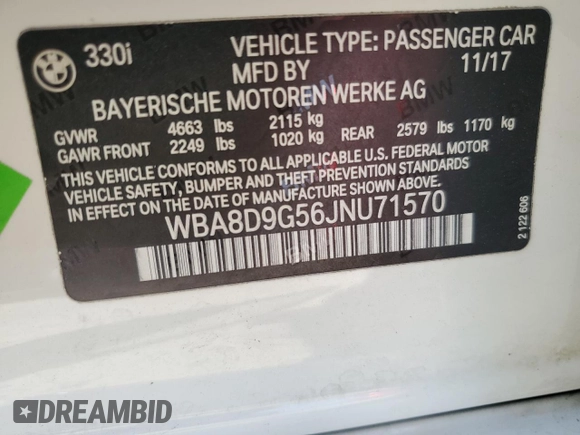 BMW 330i VEHICLE TYPE: PASSENGER CAR
MFD BY 11/17
BAYERISCHE MOTOREN WERKE AG
GVWR 4663 lbs 2115 kg
GAWR FRONT 2249 lbs 1020 kg REAR 2579 lbs 1170 kg
THIS VEHICLE CONFORMS TO ALL APPLICABLE U.S. FEDERAL MOTOR
VEHICLE SAFETY, BUMPER AND THEFT PREVENTION STANDARDS IN
EFFECT ON THE DATE OF MANUFACTURE SHOWN ABOVE.
WBA8D9G56JNU71570
2 122 606
DREAMBID